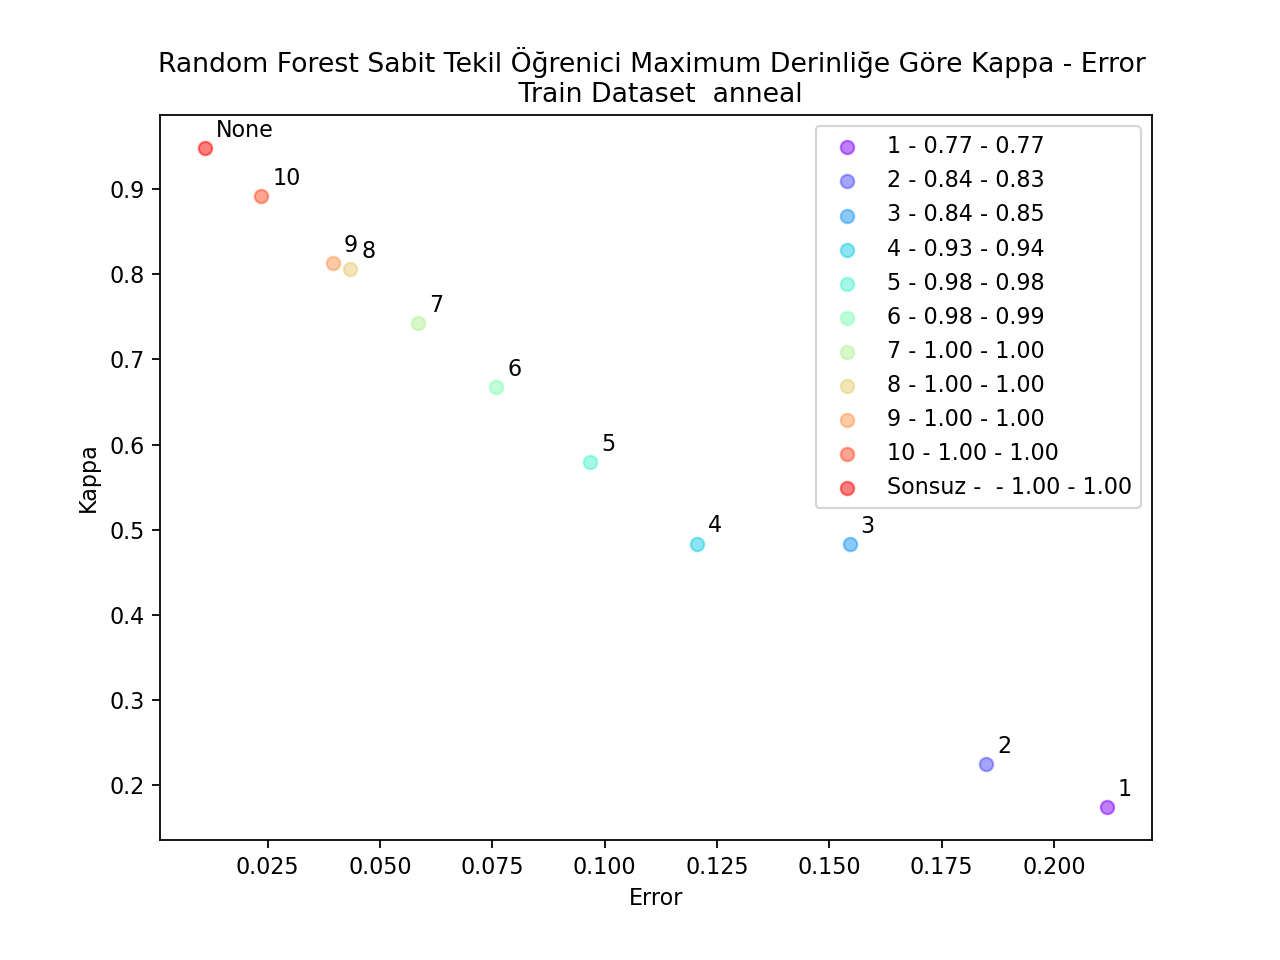 Random Forest Sabit Tekil Öğrenici Maximum Derinliğe Göre Kappa - Error
Train Dataset  anneal
None
10
9
8
7
6
5
4
3
2
1
1 - 0.77 - 0.77
2 - 0.84 - 0.83
3 - 0.84 - 0.85
4 - 0.93 - 0.94
5 - 0.98 - 0.98
6 - 0.98 - 0.99
7 - 1.00 - 1.00
8 - 1.00 - 1.00
9 - 1.00 - 1.00
10 - 1.00 - 1.00
Sonsuz -  - 1.00 - 1.00
Kappa
0.9
0.8
0.7
0.6
0.5
0.4
0.3
0.2
0.025 0.050 0.075 0.100 0.125 0.150 0.175 0.200
Error